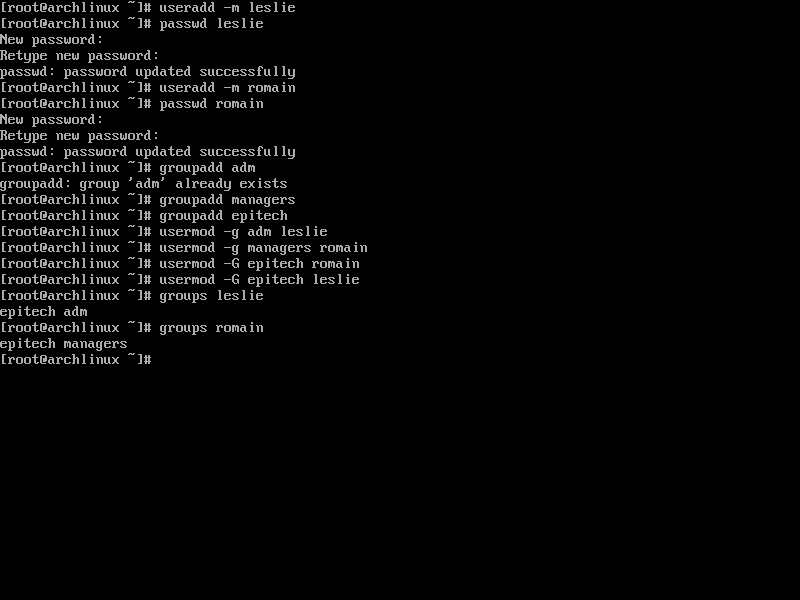 [root@archlinux ~]# useradd -m leslie
[root@archlinux ~]# passwd leslie
New password:
Retype new password:
passwd: password updated successfully
[root@archlinux ~]# useradd -m romain
[root@archlinux ~]# passwd romain
New password:
Retype new password:
passwd: password updated successfully
[root@archlinux ~]# groupadd adm
groupadd: group 'adm' already exists
[root@archlinux ~]# groupadd managers
[root@archlinux ~]# groupadd epitech
[root@archlinux ~]# usermod -g adm leslie
[root@archlinux ~]# usermod -g managers romain
[root@archlinux ~]# usermod -G epitech romain
[root@archlinux ~]# usermod -G epitech leslie
[root@archlinux ~]# groups leslie
epitech adm
[root@archlinux ~]# groups romain
epitech managers
[root@archlinux ~]#